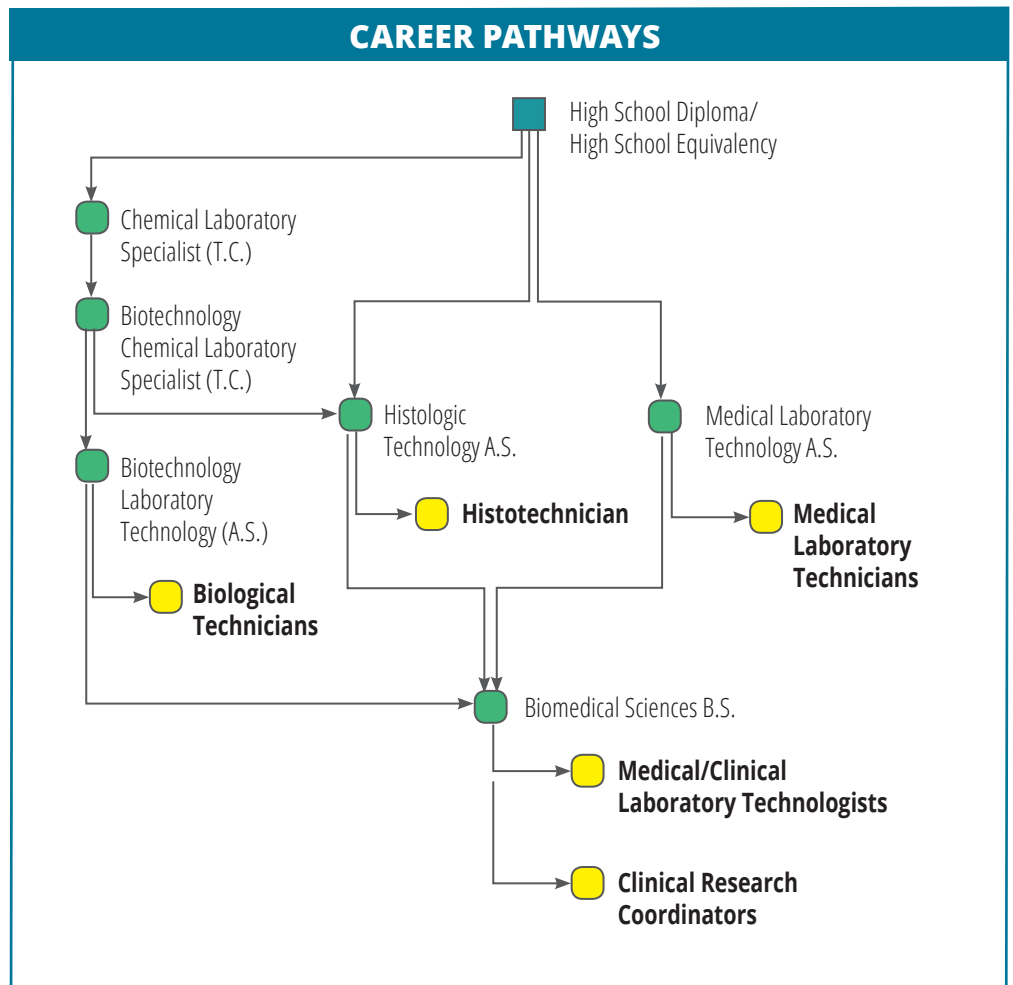 CAREER PATHWAYS
High School Diploma/
High School Equivalency
Chemical Laboratory
Specialist (T.C.)
Biotechnology
Chemical Laboratory
Specialist (T.C.)
Histologic
Technology A.S.
Medical Laboratory
Technology A.S.
Biotechnology
Laboratory
Technology (A.S.)
Histotechnician
Medical
Laboratory
Technicians
Biological
Technicians
Biomedical Sciences B.S.
Medical/Clinical
Laboratory Technologists
Clinical Research
Coordinators